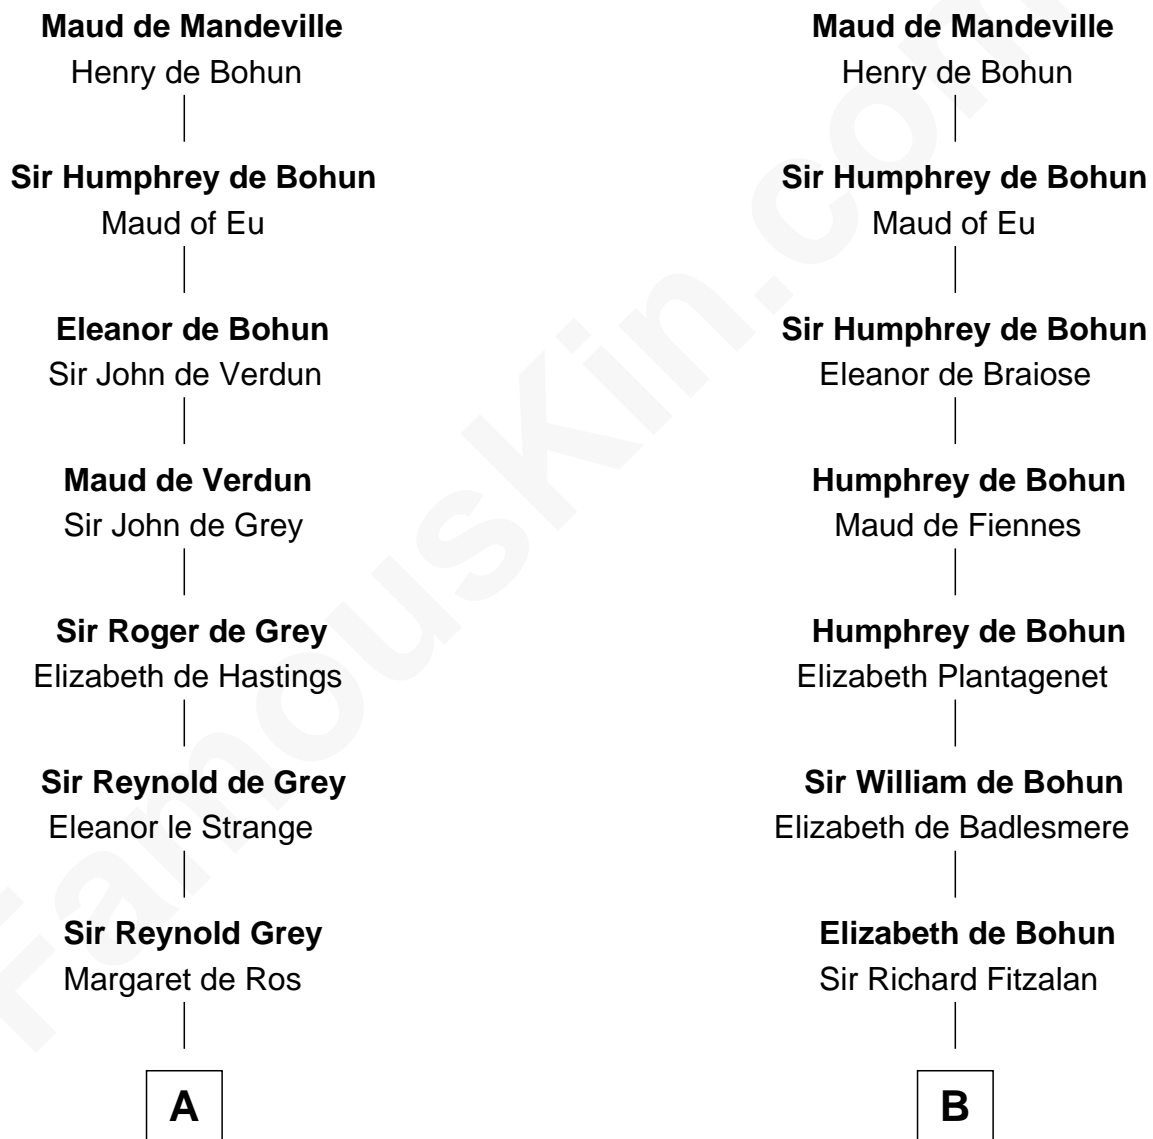 Maud de Mandeville
Henry de Bohun
Sir Humphrey de Bohun
Maud of Eu
Eleanor de Bohun
Sir John de Verdun
Maud de Verdun
Sir John de Grey
Sir Roger de Grey
Elizabeth de Hastings
Sir Reynold de Grey
Eleanor le Strange
Sir Reynold Grey
Margaret de Ros
A
Maud de Mandeville
Henry de Bohun
Sir Humphrey de Bohun
Maud of Eu
Sir Humphrey de Bohun
Eleanor de Braiose
Humphrey de Bohun
Maud de Fiennes
Humphrey de Bohun
Elizabeth Plantagenet
Sir William de Bohun
Elizabeth de Badlesmere
Elizabeth de Bohun
Sir Richard Fitzalan
B
FamousKin.com